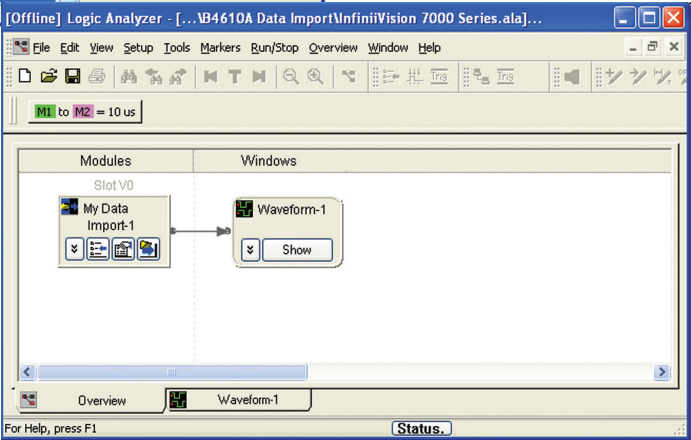 [Offline] Logic Analyzer - [...\B4610A Data Import\InfiniiVision 7000 Series.ala]...
File Edit View Setup Tools Markers Run/Stop Overview Window Help
T Trig Trig
M1 to M2 = 10 us
Modules Windows
Slot V0
My Data
Import-1
Waveform-1
Show
Overview Waveform-1
For Help, press F1 Status.